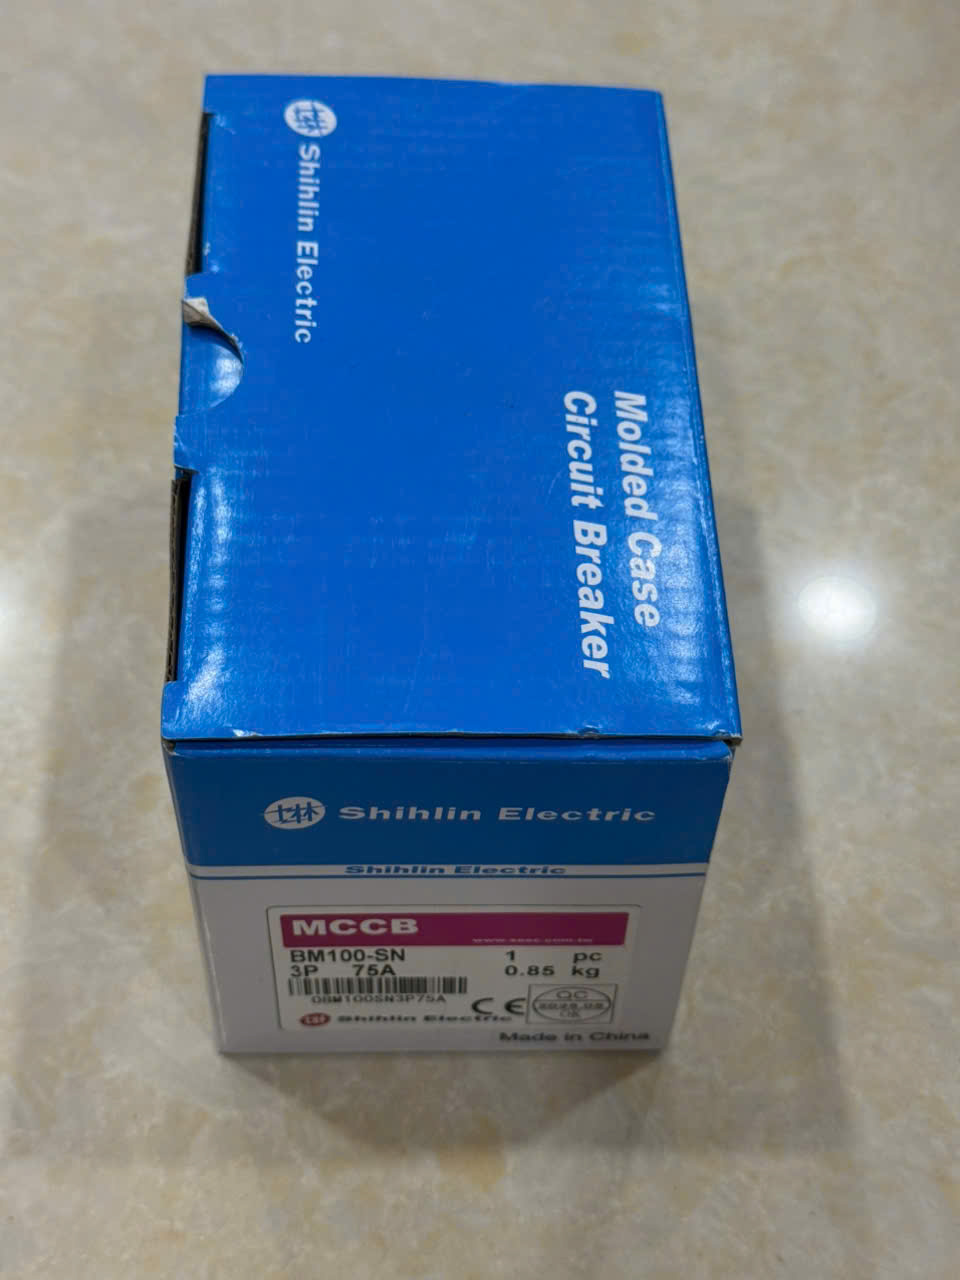 Shihlin Electric
Molded Case
Circuit Breaker
Shihlin Electric
Shihlin Electric
MCCB
BM100-SN 1 pc
3P 75A 0.85 kg
0BM100SN3P75A
CE
QC
OK
Shihlin Electric
Made in China